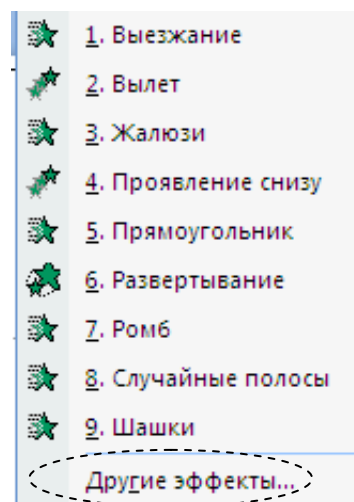 1. Выезжание
2. Вылет
3. Жалюзи
4. Проявление снизу
5. Прямоугольник
6. Развертывание
7. Ромб
8. Случайные полосы
9. Шашки
Другие эффекты...